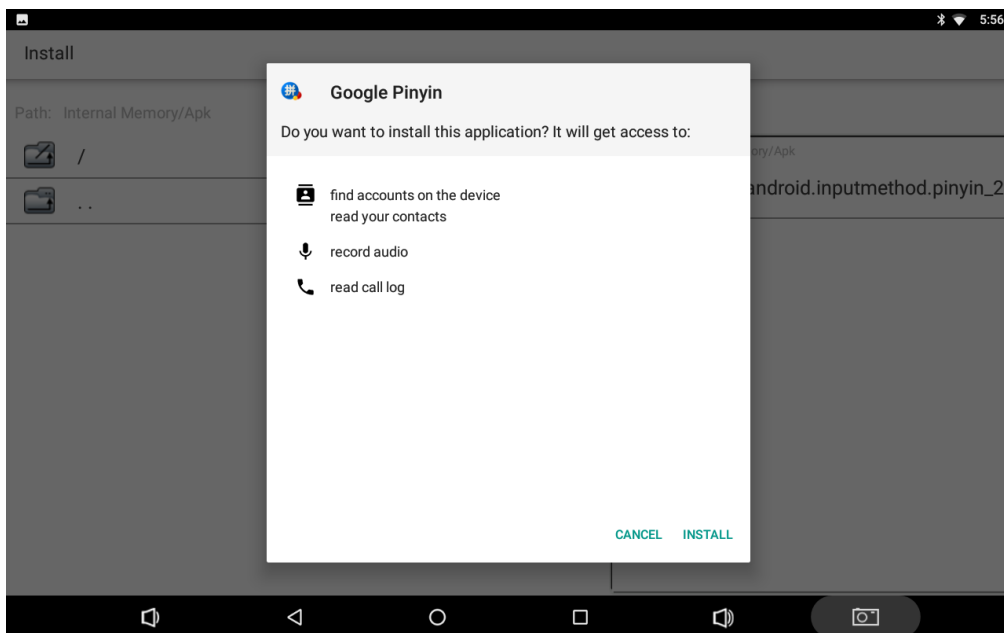 5:56
Install
Path: Internal Memory/Apk
/
..
拼
Google Pinyin
Do you want to install this application? It will get access to:
find accounts on the device
read your contacts
record audio
read call log
CANCEL
INSTALL
ory/Apk
android.inputmethod.pinyin_2